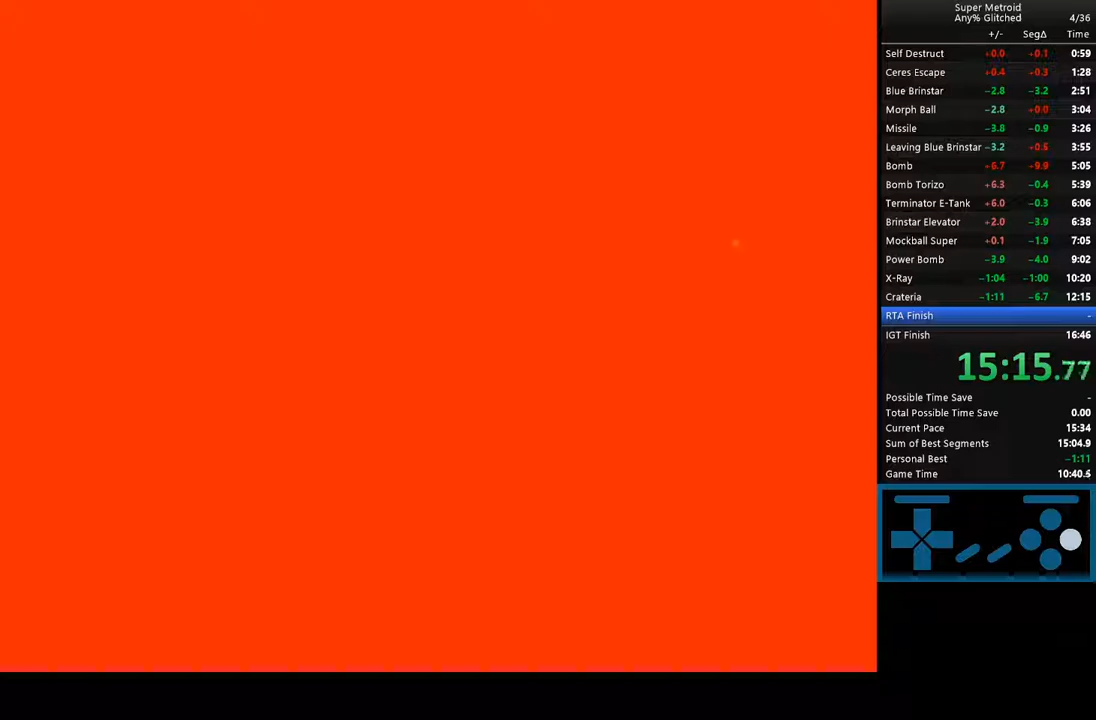 Super Metroid
Any% Glitched 4/36
+/- SegΔ Time
Self Destruct +0.0 +0.1 0:59
Ceres Escape +0.4 +0.3 1:28
Blue Brinstar −2.8 −3.2 2:51
Morph Ball −2.8 +0.0 3:04
Missile −3.8 −0.9 3:26
Leaving Blue Brinstar −3.2 +0.5 3:55
Bomb +6.7 +9.9 5:05
Bomb Torizo +6.3 −0.4 5:39
Terminator E-Tank +6.0 −0.3 6:06
Brinstar Elevator +2.0 −3.9 6:38
Mockball Super +0.1 −1.9 7:05
Power Bomb −3.9 −4.0 9:02
X-Ray −1:04 −1:00 10:20
Crateria −1:11 −6.7 12:15
RTA Finish -
IGT Finish 16:46
15:15.77
Possible Time Save -
Total Possible Time Save 0.00
Current Pace 15:34
Sum of Best Segments 15:04.9
Personal Best −1:11
Game Time 10:40.5